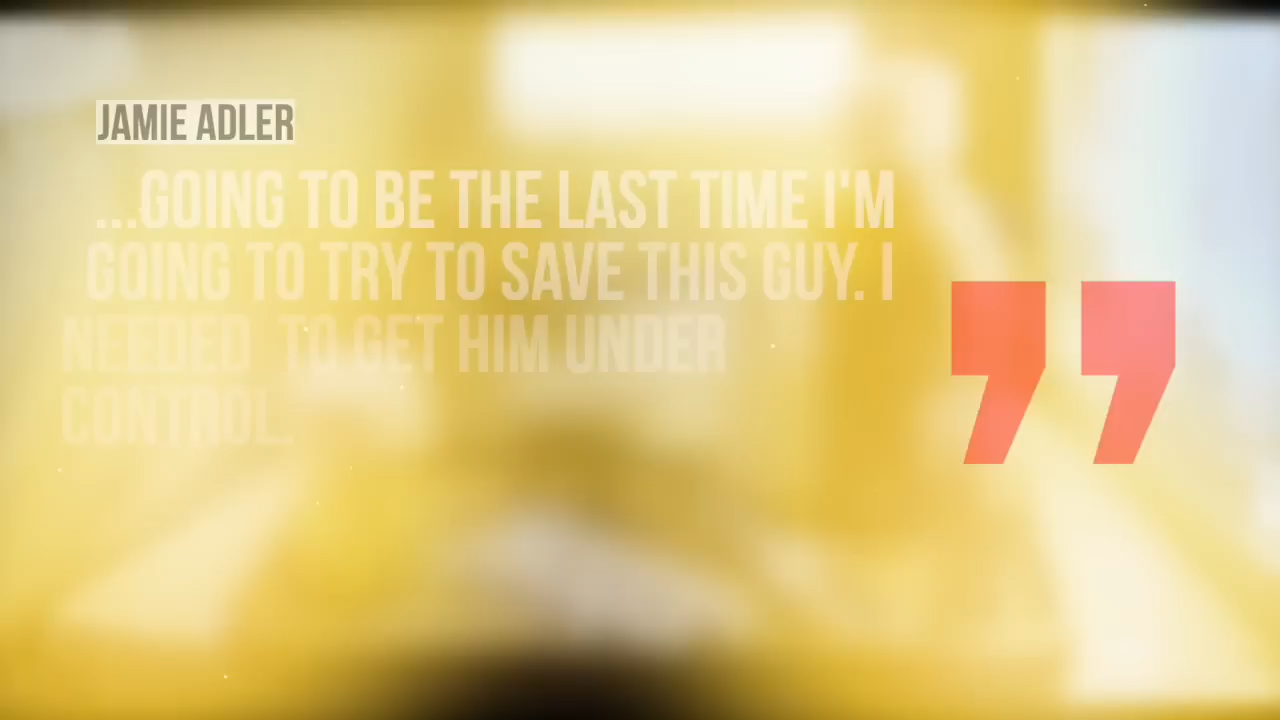 JAMIE ADLER
...GOING TO BE THE LAST TIME I'M
GOING TO TRY TO SAVE THIS GUY. I
NEEDED TO GET HIM UNDER
CONTROL.
”